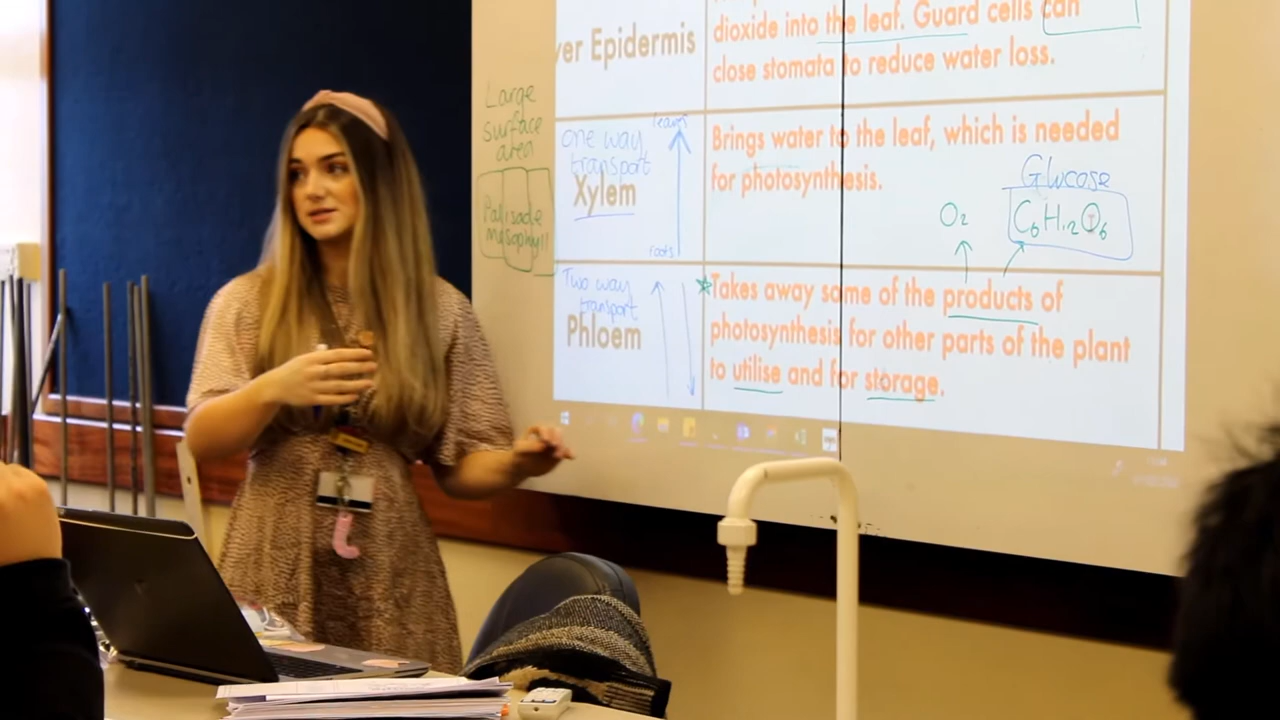 dioxide into the leaf. Guard cells can
close stomata to reduce water loss.
ver Epidermis
Large
surface
area
Palisade
mesophyll
one way
transport
Xylem
leaves
roots
Brings water to the leaf, which is needed
for photosynthesis.
Glucose
O₂
C₆H₁₂O₆
Two way
transport
Phloem
Takes away some of the products of
photosynthesis for other parts of the plant
to utilise and for storage.